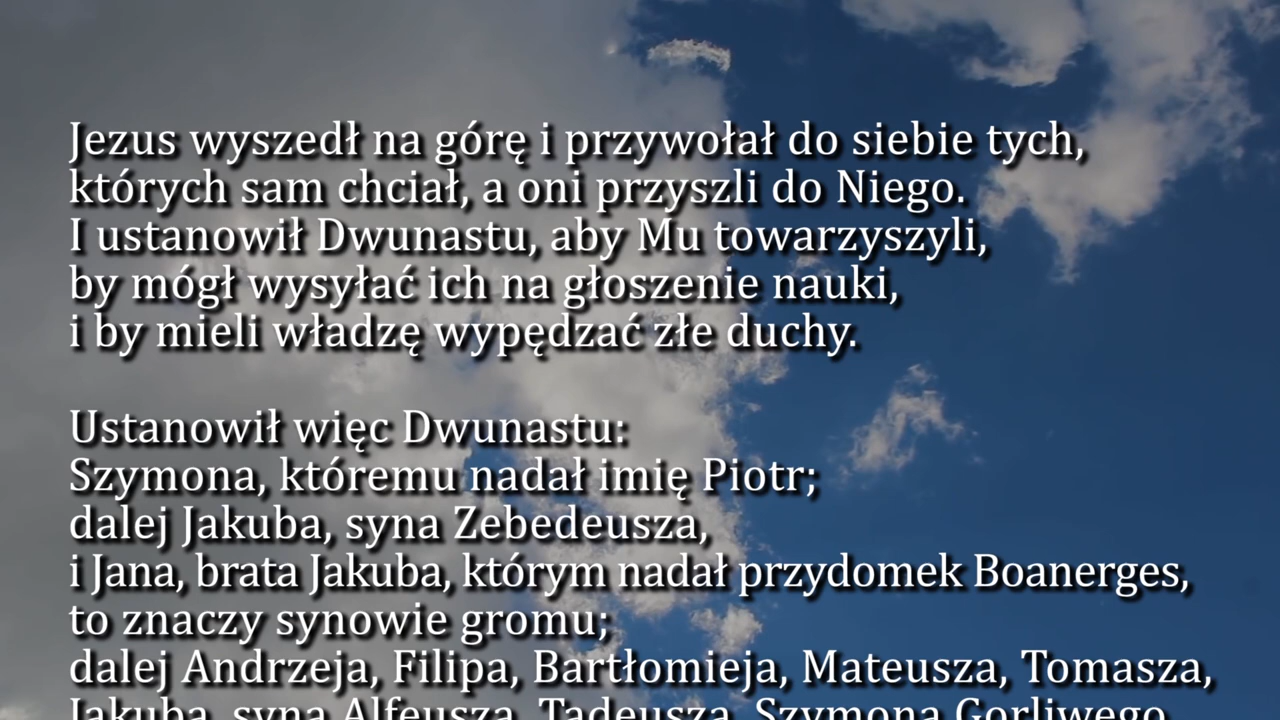 Jezus wyszedł na górę i przywołał do siebie tych,
których sam chciał, a oni przyszli do Niego.
I ustanowił Dwunastu, aby Mu towarzyszyli,
by mógł wysyłać ich na głoszenie nauki,
i by mieli władzę wypędzać złe duchy.
Ustanowił więc Dwunastu:
Szymona, któremu nadał imię Piotr;
dalej Jakuba, syna Zebedeusza,
i Jana, brata Jakuba, którym nadał przydomek Boanerges,
to znaczy synowie gromu;
dalej Andrzeja, Filipa, Bartłomieja, Mateusza, Tomasza,
Jakuba, syna Alfeusza, Tadeusza, Szymona Gorliwego